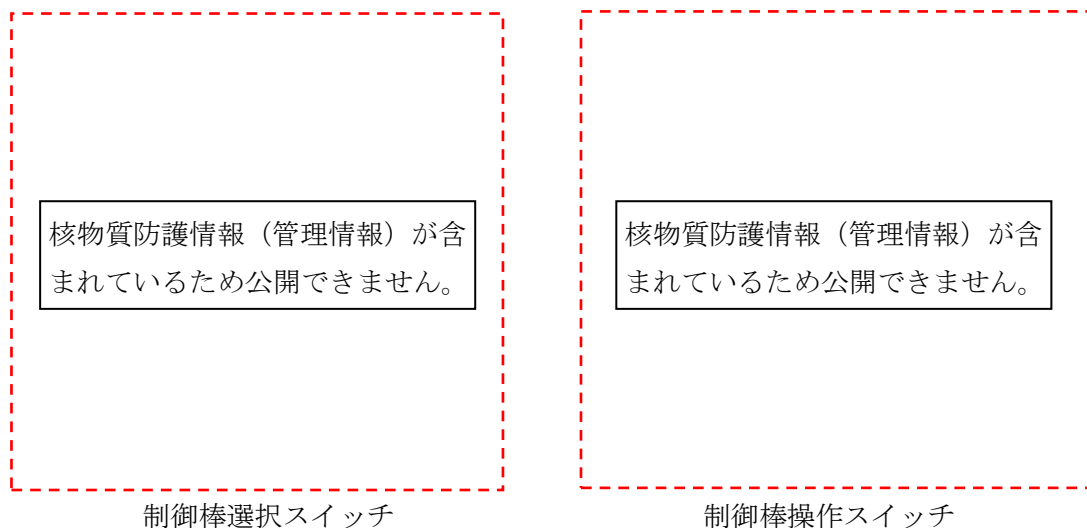 核物質防護情報（管理情報）が含
まれているため公開できません。
核物質防護情報（管理情報）が含
まれているため公開できません。
制御棒選択スイッチ
制御棒操作スイッチ